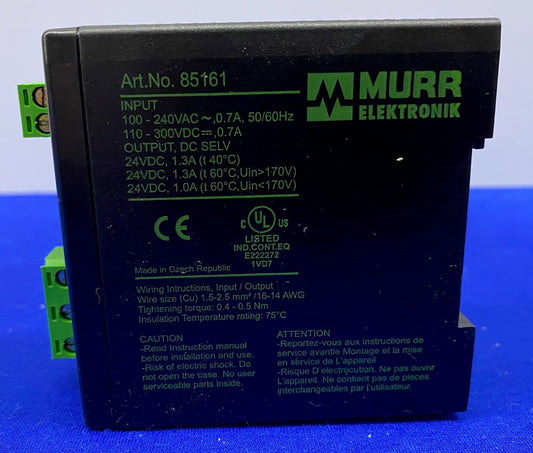 Art.No. 85161
MURR
ELEKTRONIK
INPUT
100 - 240VAC ~,0.7A, 50/60Hz
110 - 300VDC⎓,0.7A
OUTPUT, DC SELV
24VDC, 1.3A (t 40°C)
24VDC, 1.3A (t 60°C,Uin>170V)
24VDC, 1.0A (t 60°C,Uin<170V)
CE
C UL US
LISTED
IND.CONT.EQ
E222272
1VD7
Made in Czech Republic
Wiring Intructions, Input / Output
Wire size (Cu) 1.5-2.5 mm² /16-14 AWG
Tightening torque: 0.4 - 0.5 Nm
Insulation Temperature rating: 75°C
CAUTION
-Read instruction manual
before installation and use.
-Risk of electric shock. Do
not open the case. No user
serviceable parts inside.
ATTENTION
-Reportez-vous aux instructions de
service avantle Montage et la mise
en service de L'appareil
-Risque D'electrocution. Ne pas ouvrir
L'appareil. Ne contient pas de pieces
interchangeables par l'utilisateur.